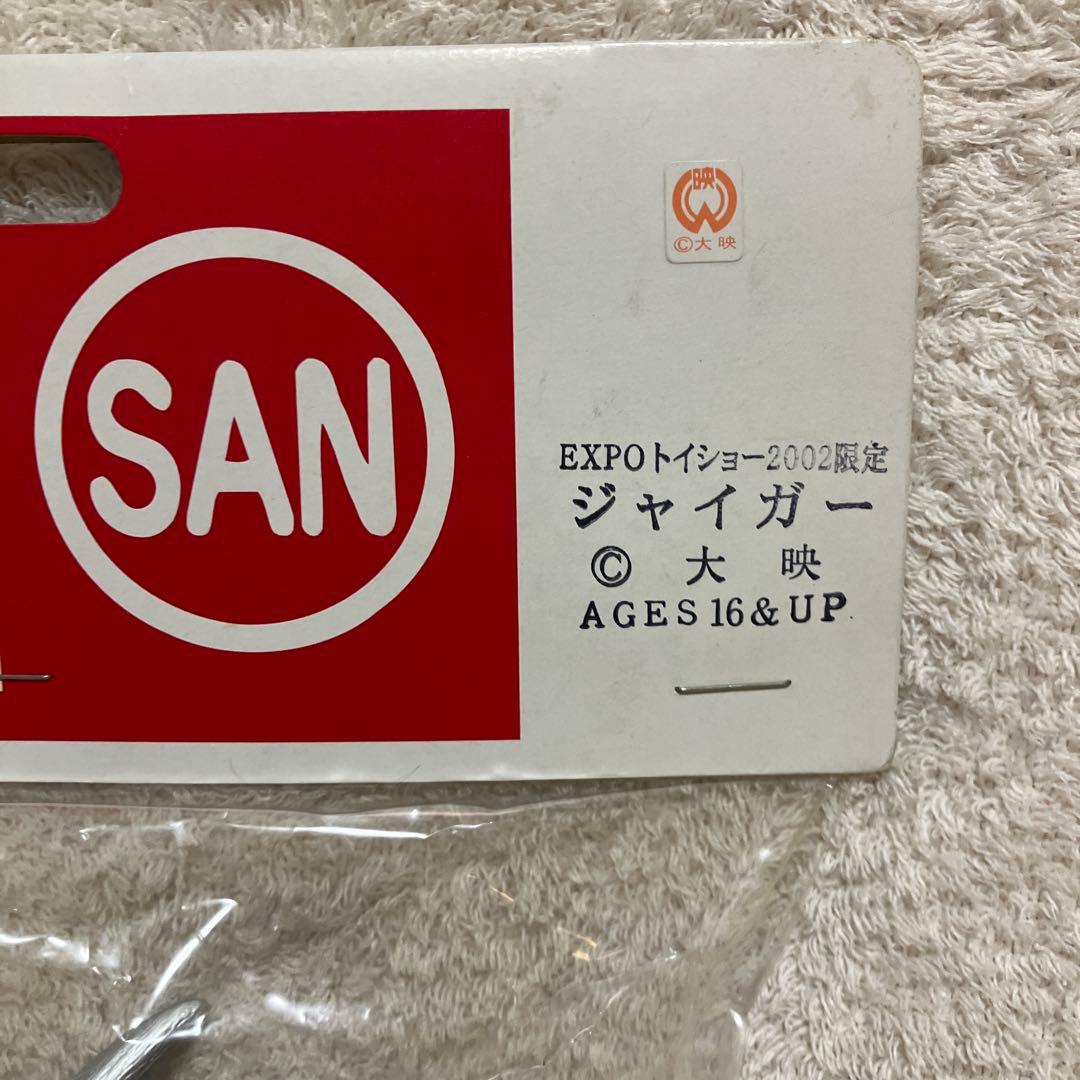 映
©大映
SAN
EXPOトイショー2002限定
ジャイガー
© 大映
AGES 16 & UP